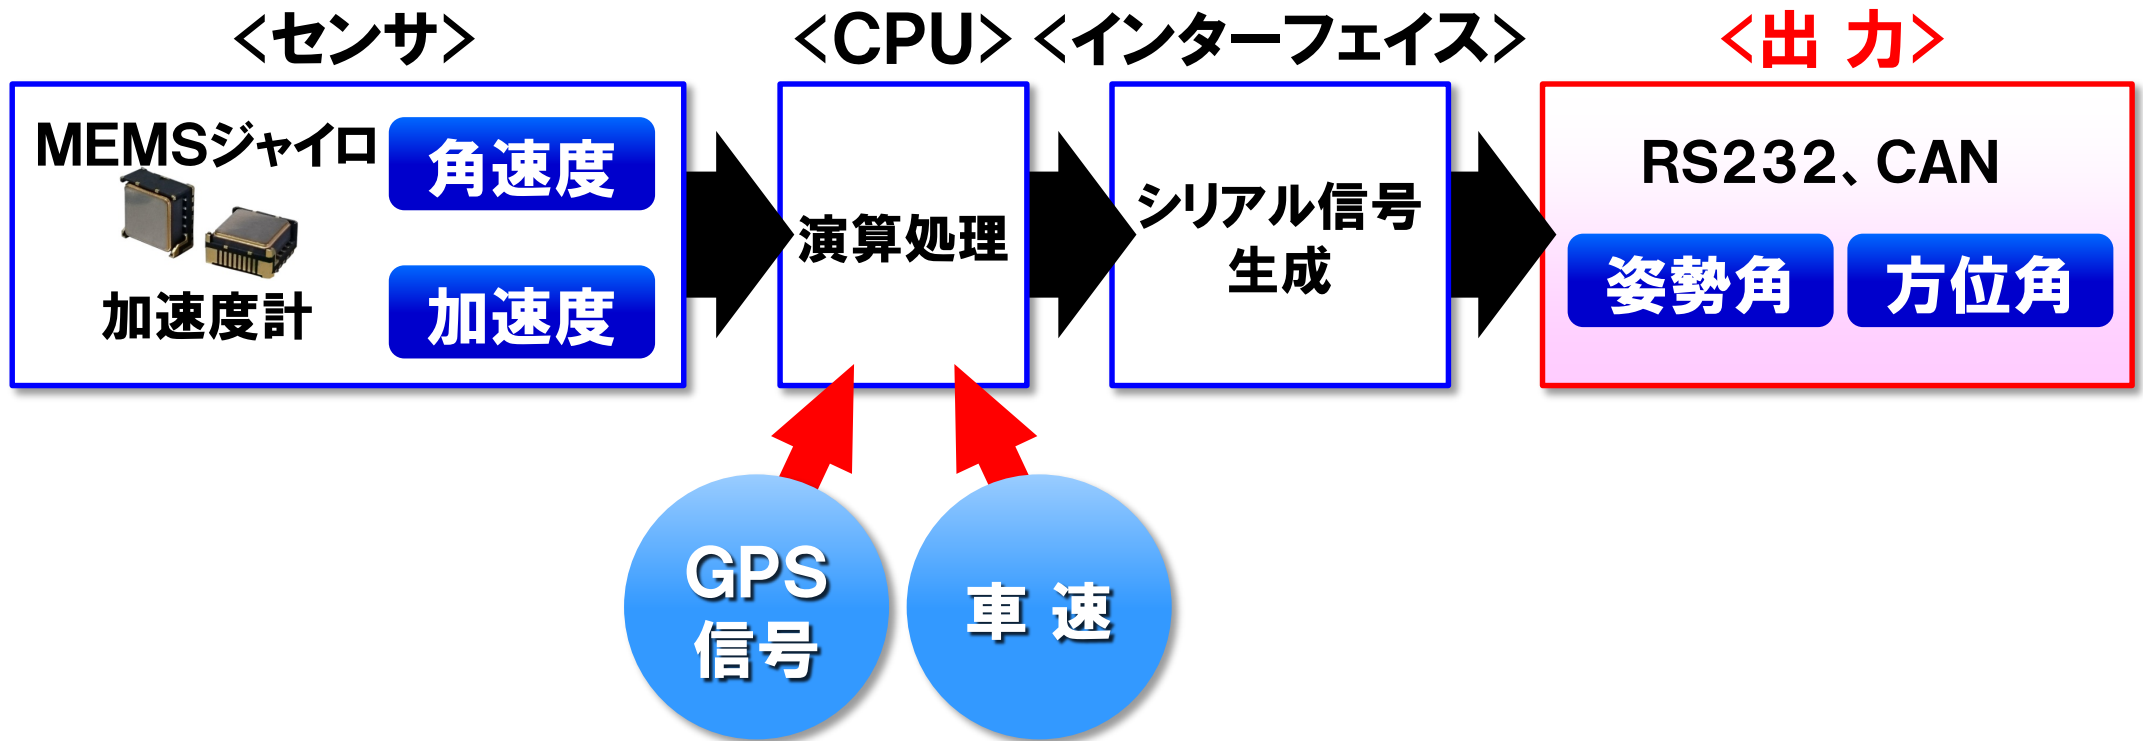 ＜センサ＞
MEMSジャイロ
角速度
加速度計
加速度
＜CPU＞
演算処理
＜インターフェイス＞
シリアル信号
生成
＜出 力＞
RS232、CAN
姿勢角
方位角
GPS
信号
車 速